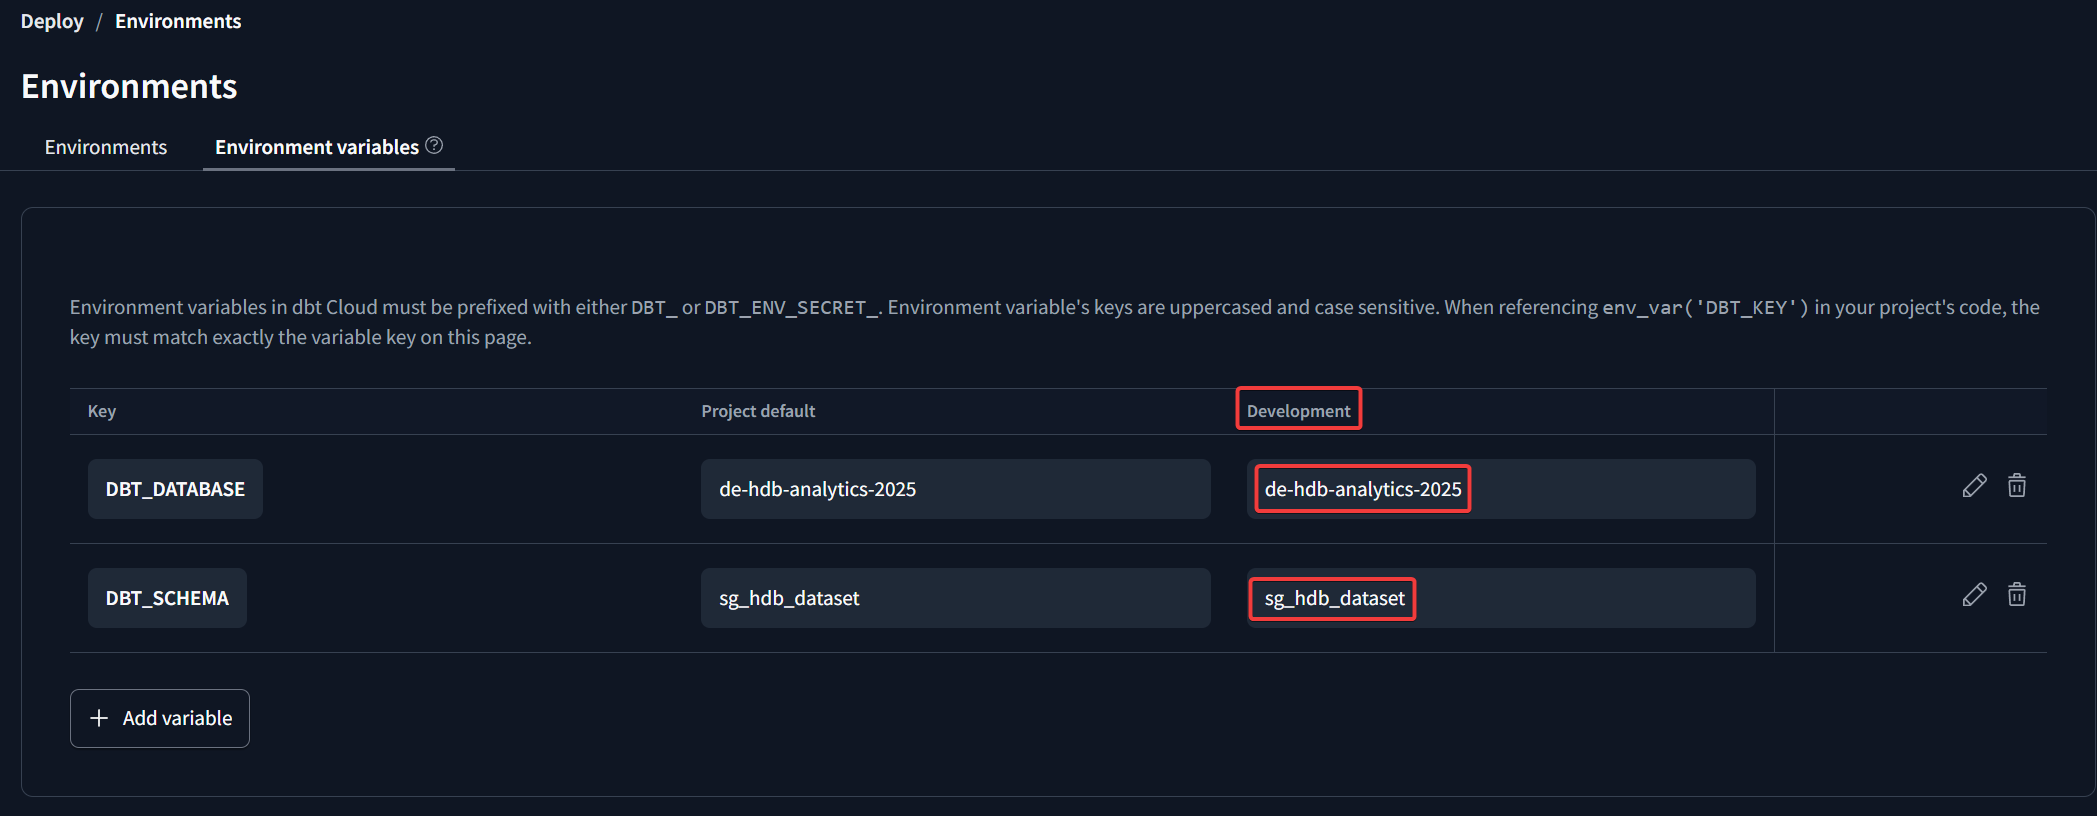 Deploy / Environments
Environments
Environments Environment variables
Environment variables in dbt Cloud must be prefixed with either DBT_ or DBT_ENV_SECRET_. Environment variable's keys are uppercased and case sensitive. When referencing env_var('DBT_KEY') in your project's code, the
key must match exactly the variable key on this page.
Key Project default Development
DBT_DATABASE de-hdb-analytics-2025 de-hdb-analytics-2025
DBT_SCHEMA sg_hdb_dataset sg_hdb_dataset
+ Add variable